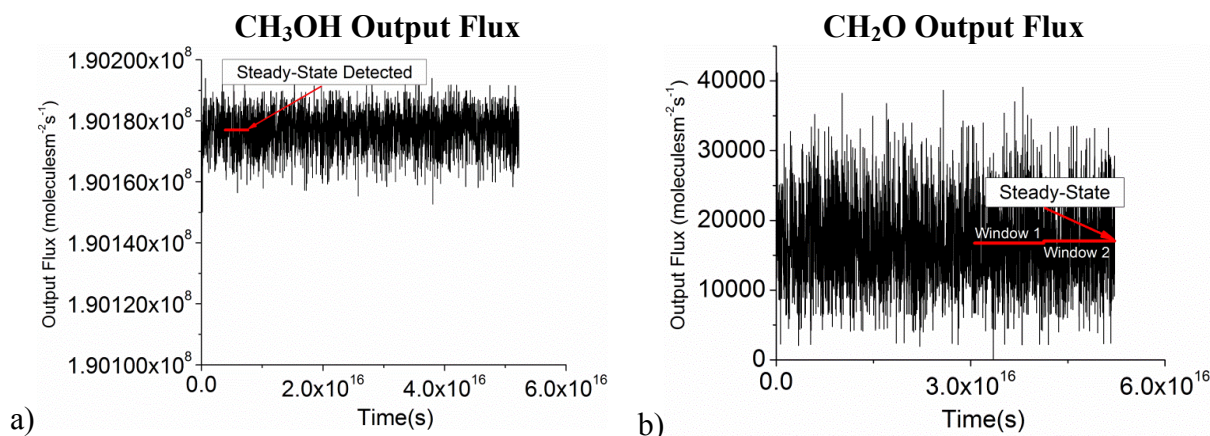 CH₃OH Output Flux
1.90200x10⁸
1.90180x10⁸
1.90160x10⁸
1.90140x10⁸
1.90120x10⁸
1.90100x10⁸
Output Flux (moleculesm⁻²s⁻¹)
Steady-State Detected
0.0 2.0x10¹⁶ 4.0x10¹⁶ 6.0x10¹⁶
Time(s)
a)
CH₂O Output Flux
40000
30000
20000
10000
0
Output Flux (moleculesm⁻²s⁻¹)
Steady-State
Window 1
Window 2
0.0 3.0x10¹⁶ 6.0x10¹⁶
Time(s)
b)